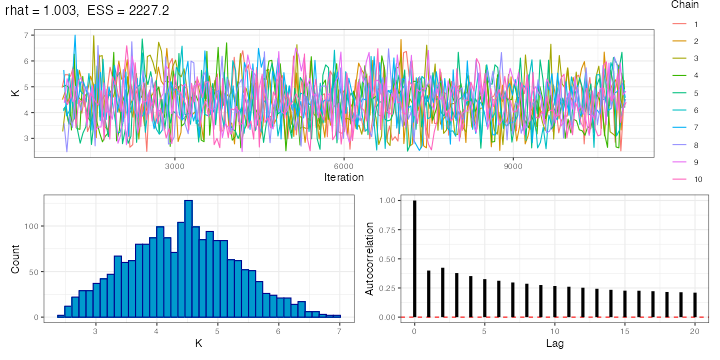 rhat = 1.003, ESS = 2227.2
Chain
1
2
3
4
5
6
7
8
9
10
7
6
5
4
3
K
3000 6000 9000
Iteration
100
50
0
Count
3 4 5 6 7
K
1.00
0.75
0.50
0.25
0.00
Autocorrelation
0 5 10 15 20
Lag